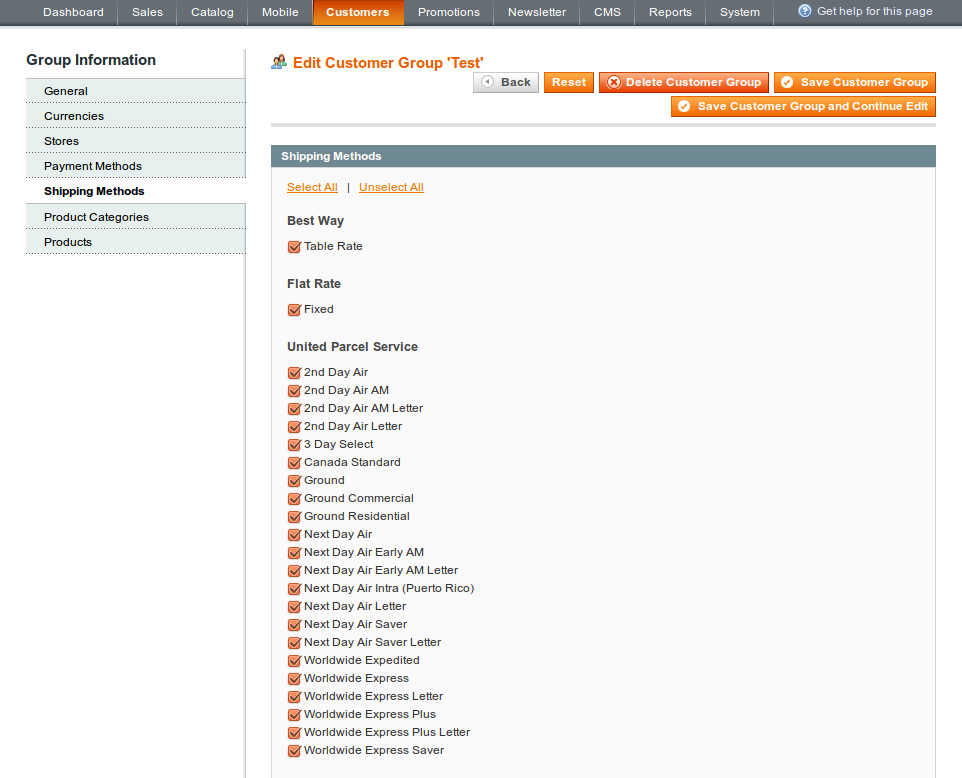 Dashboard Sales Catalog Mobile Customers Promotions Newsletter CMS Reports System Get help for this page
Group Information
General
Currencies
Stores
Payment Methods
Shipping Methods
Product Categories
Products
Edit Customer Group 'Test'
Back Reset Delete Customer Group Save Customer Group
Save Customer Group and Continue Edit
Shipping Methods
Select All | Unselect All
Best Way
Table Rate
Flat Rate
Fixed
United Parcel Service
2nd Day Air
2nd Day Air AM
2nd Day Air AM Letter
2nd Day Air Letter
3 Day Select
Canada Standard
Ground
Ground Commercial
Ground Residential
Next Day Air
Next Day Air Early AM
Next Day Air Early AM Letter
Next Day Air Intra (Puerto Rico)
Next Day Air Letter
Next Day Air Saver
Next Day Air Saver Letter
Worldwide Expedited
Worldwide Express
Worldwide Express Letter
Worldwide Express Plus
Worldwide Express Plus Letter
Worldwide Express Saver